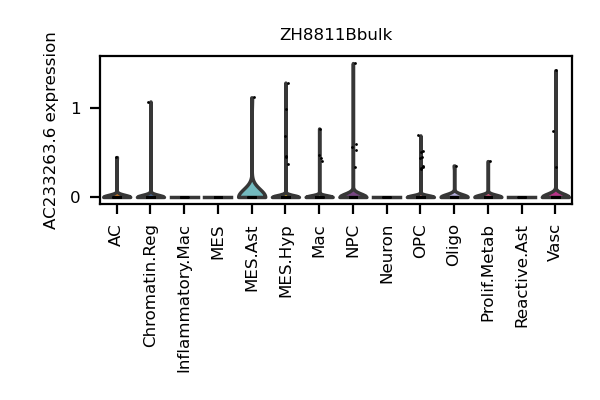 ZH8811Bbulk
AC233263.6 expression
1
0
AC
Chromatin.Reg
Inflammatory.Mac
MES
MES.Ast
MES.Hyp
Mac
NPC
Neuron
OPC
Oligo
Prolif.Metab
Reactive.Ast
Vasc